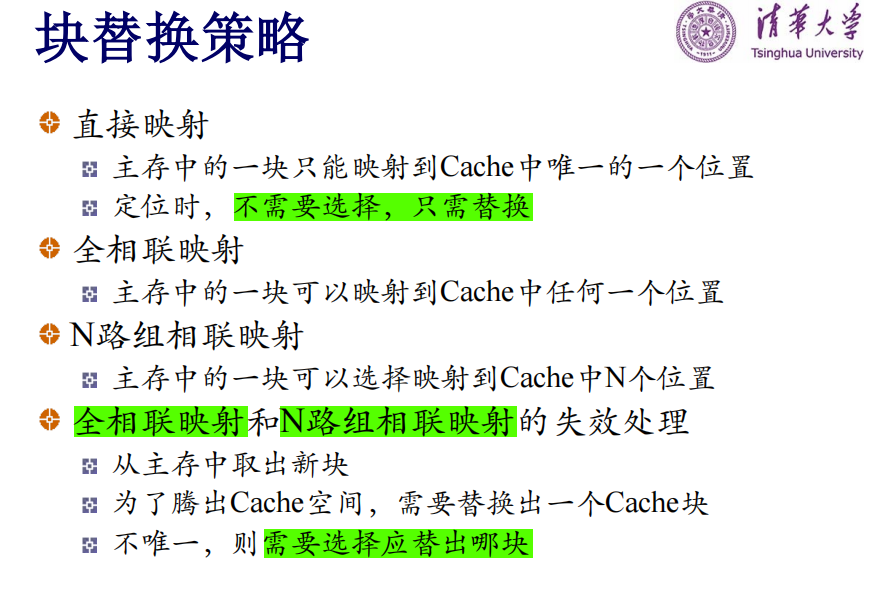 块替换策略
清华大学
Tsinghua University
直接映射
主存中的一块只能映射到Cache中唯一的一个位置
定位时，不需要选择，只需替换
全相联映射
主存中的一块可以映射到Cache中任何一个位置
N路组相联映射
主存中的一块可以选择映射到Cache中N个位置
全相联映射和N路组相联映射的失效处理
从主存中取出新块
为了腾出Cache空间，需要替换出一个Cache块
不唯一，则需要选择应替出哪块